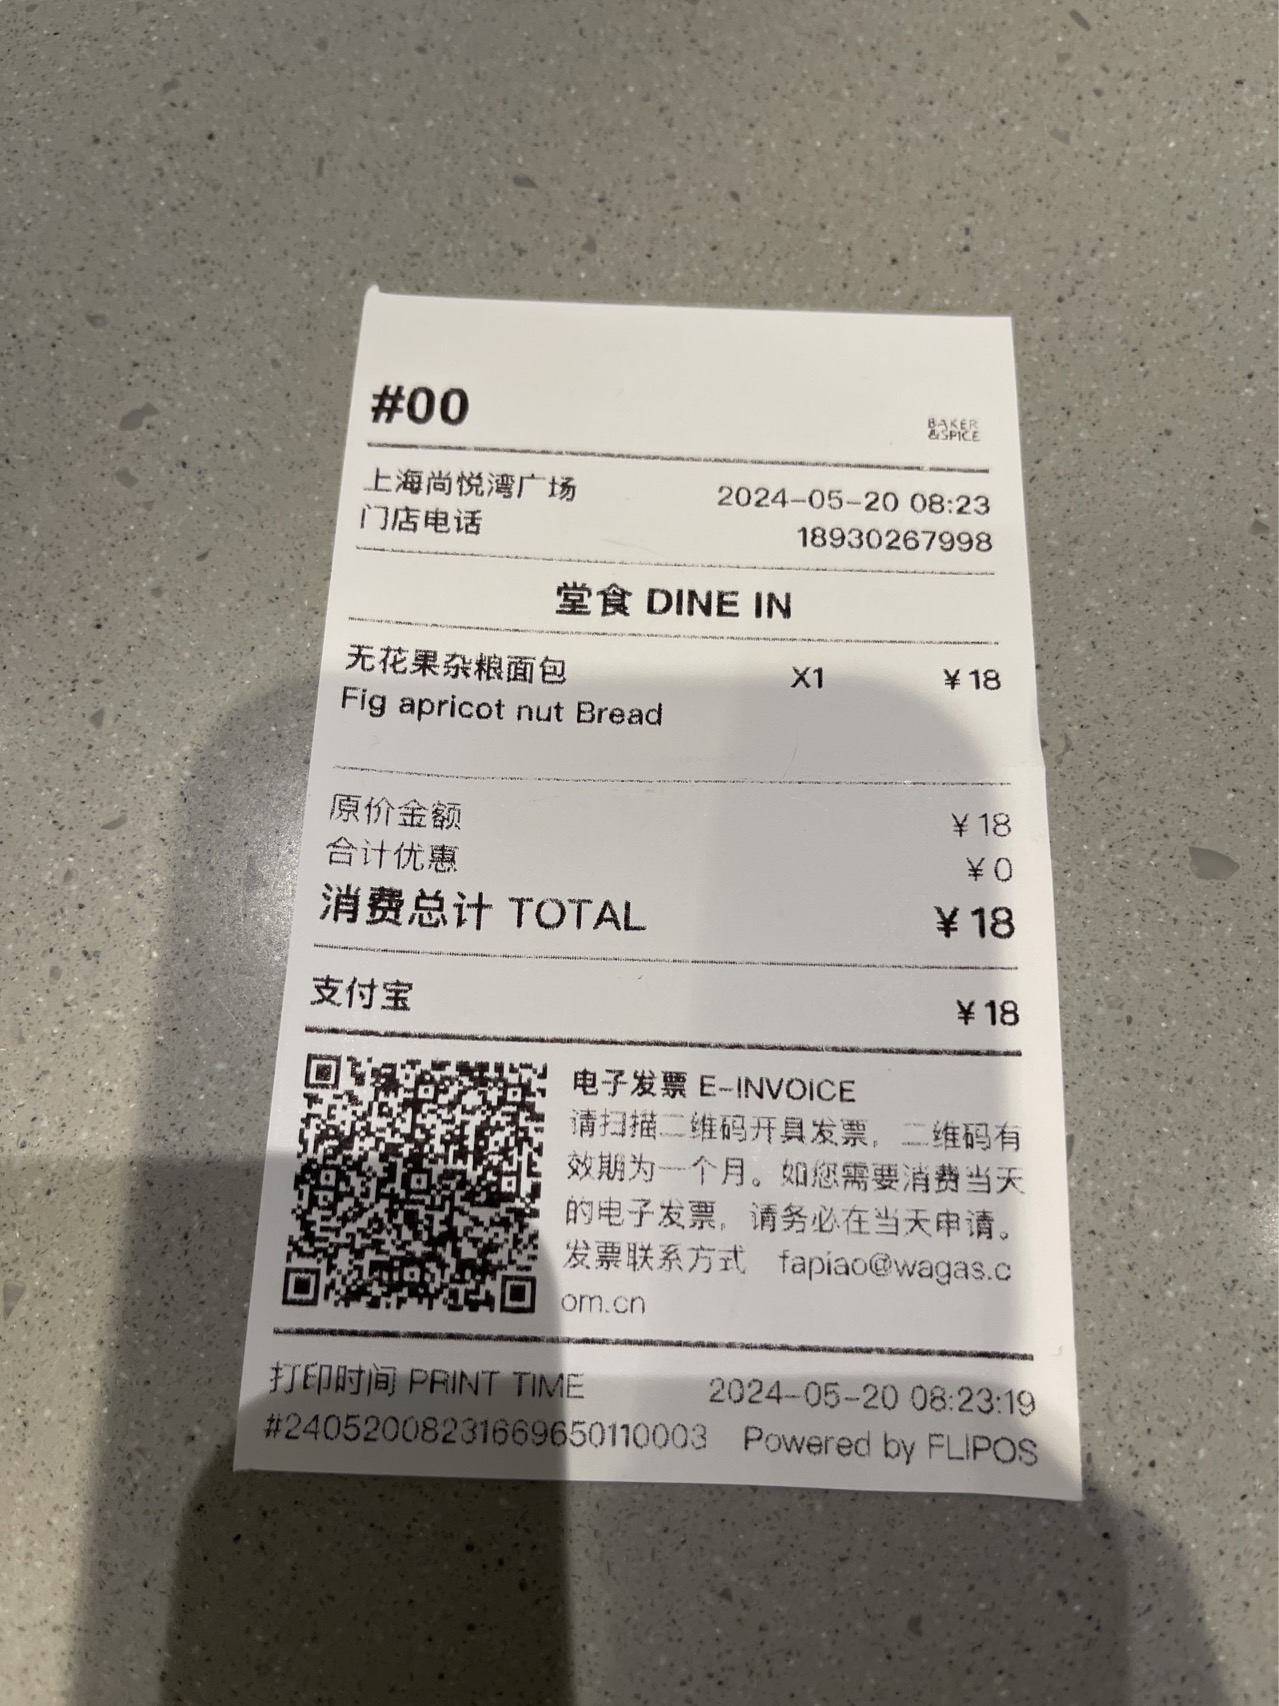 #00
BAKER
&SPICE
上海尚悦湾广场 2024-05-20 08:23
门店电话 18930267998
堂食 DINE IN
无花果杂粮面包 X1 ¥18
Fig apricot nut Bread
原价金额 ¥18
合计优惠 ¥0
消费总计 TOTAL ¥18
支付宝 ¥18
电子发票 E-INVOICE
请扫描二维码开具发票，二维码有
效期为一个月。如您需要消费当天
的电子发票，请务必在当天申请。
发票联系方式 fapiao@wagas.c
om.cn
打印时间 PRINT TIME 2024-05-20 08:23:19
#240520082316696501​10003 Powered by FLIPOS